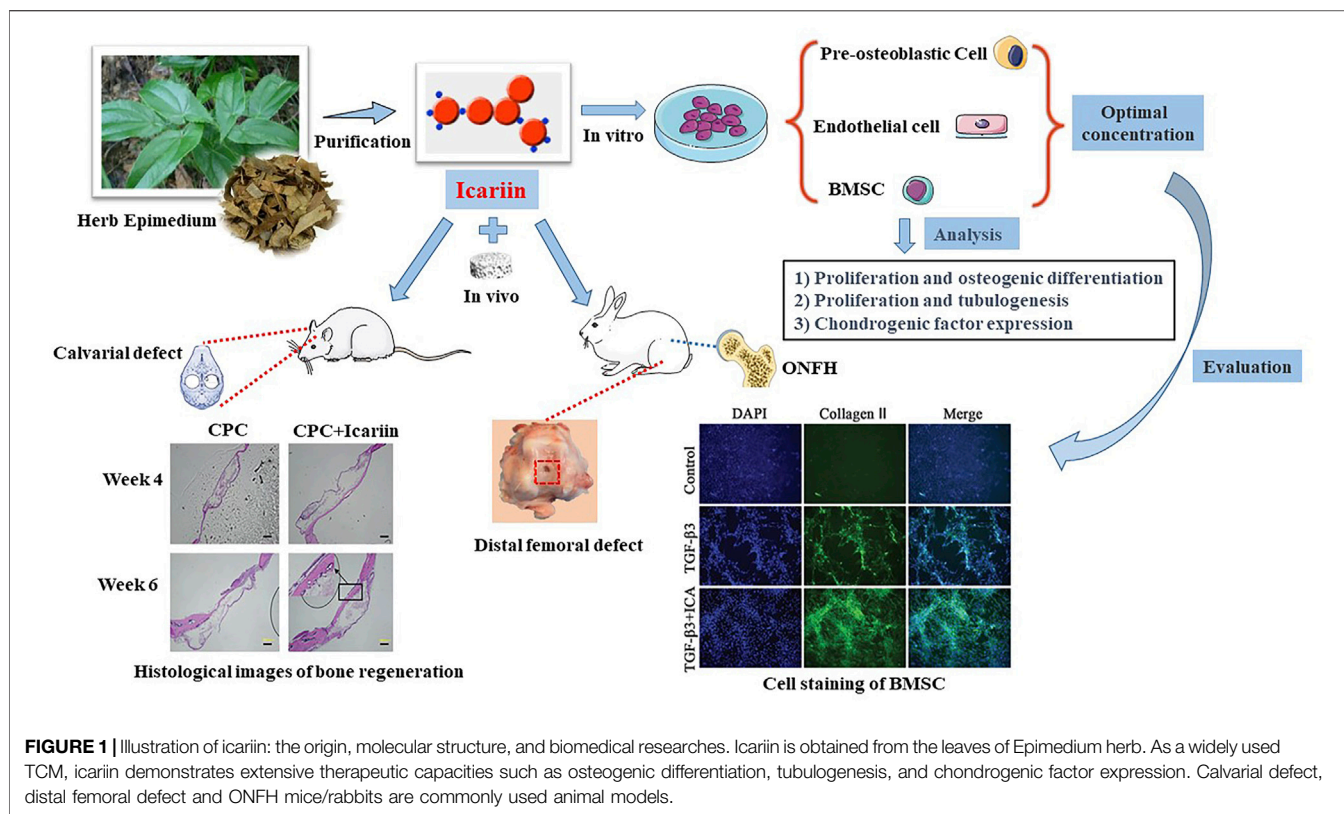 Herb Epimedium
Purification
Icariin
In vitro
Pre-osteoblastic Cell
Endothelial cell
BMSC
Optimal
concentration
Analysis
1) Proliferation and osteogenic differentiation
2) Proliferation and tubulogenesis
3) Chondrogenic factor expression
Evaluation
In vivo
Calvarial defect
ONFH
CPC
CPC+Icariin
Week 4
Week 6
Histological images of bone regeneration
Distal femoral defect
DAPI
Collagen II
Merge
Control
TGF-β3
TGF-β3+ICA
Cell staining of BMSC
FIGURE 1 | Illustration of icariin: the origin, molecular structure, and biomedical researches. Icariin is obtained from the leaves of Epimedium herb. As a widely used
TCM, icariin demonstrates extensive therapeutic capacities such as osteogenic differentiation, tubulogenesis, and chondrogenic factor expression. Calvarial defect,
distal femoral defect and ONFH mice/rabbits are commonly used animal models.